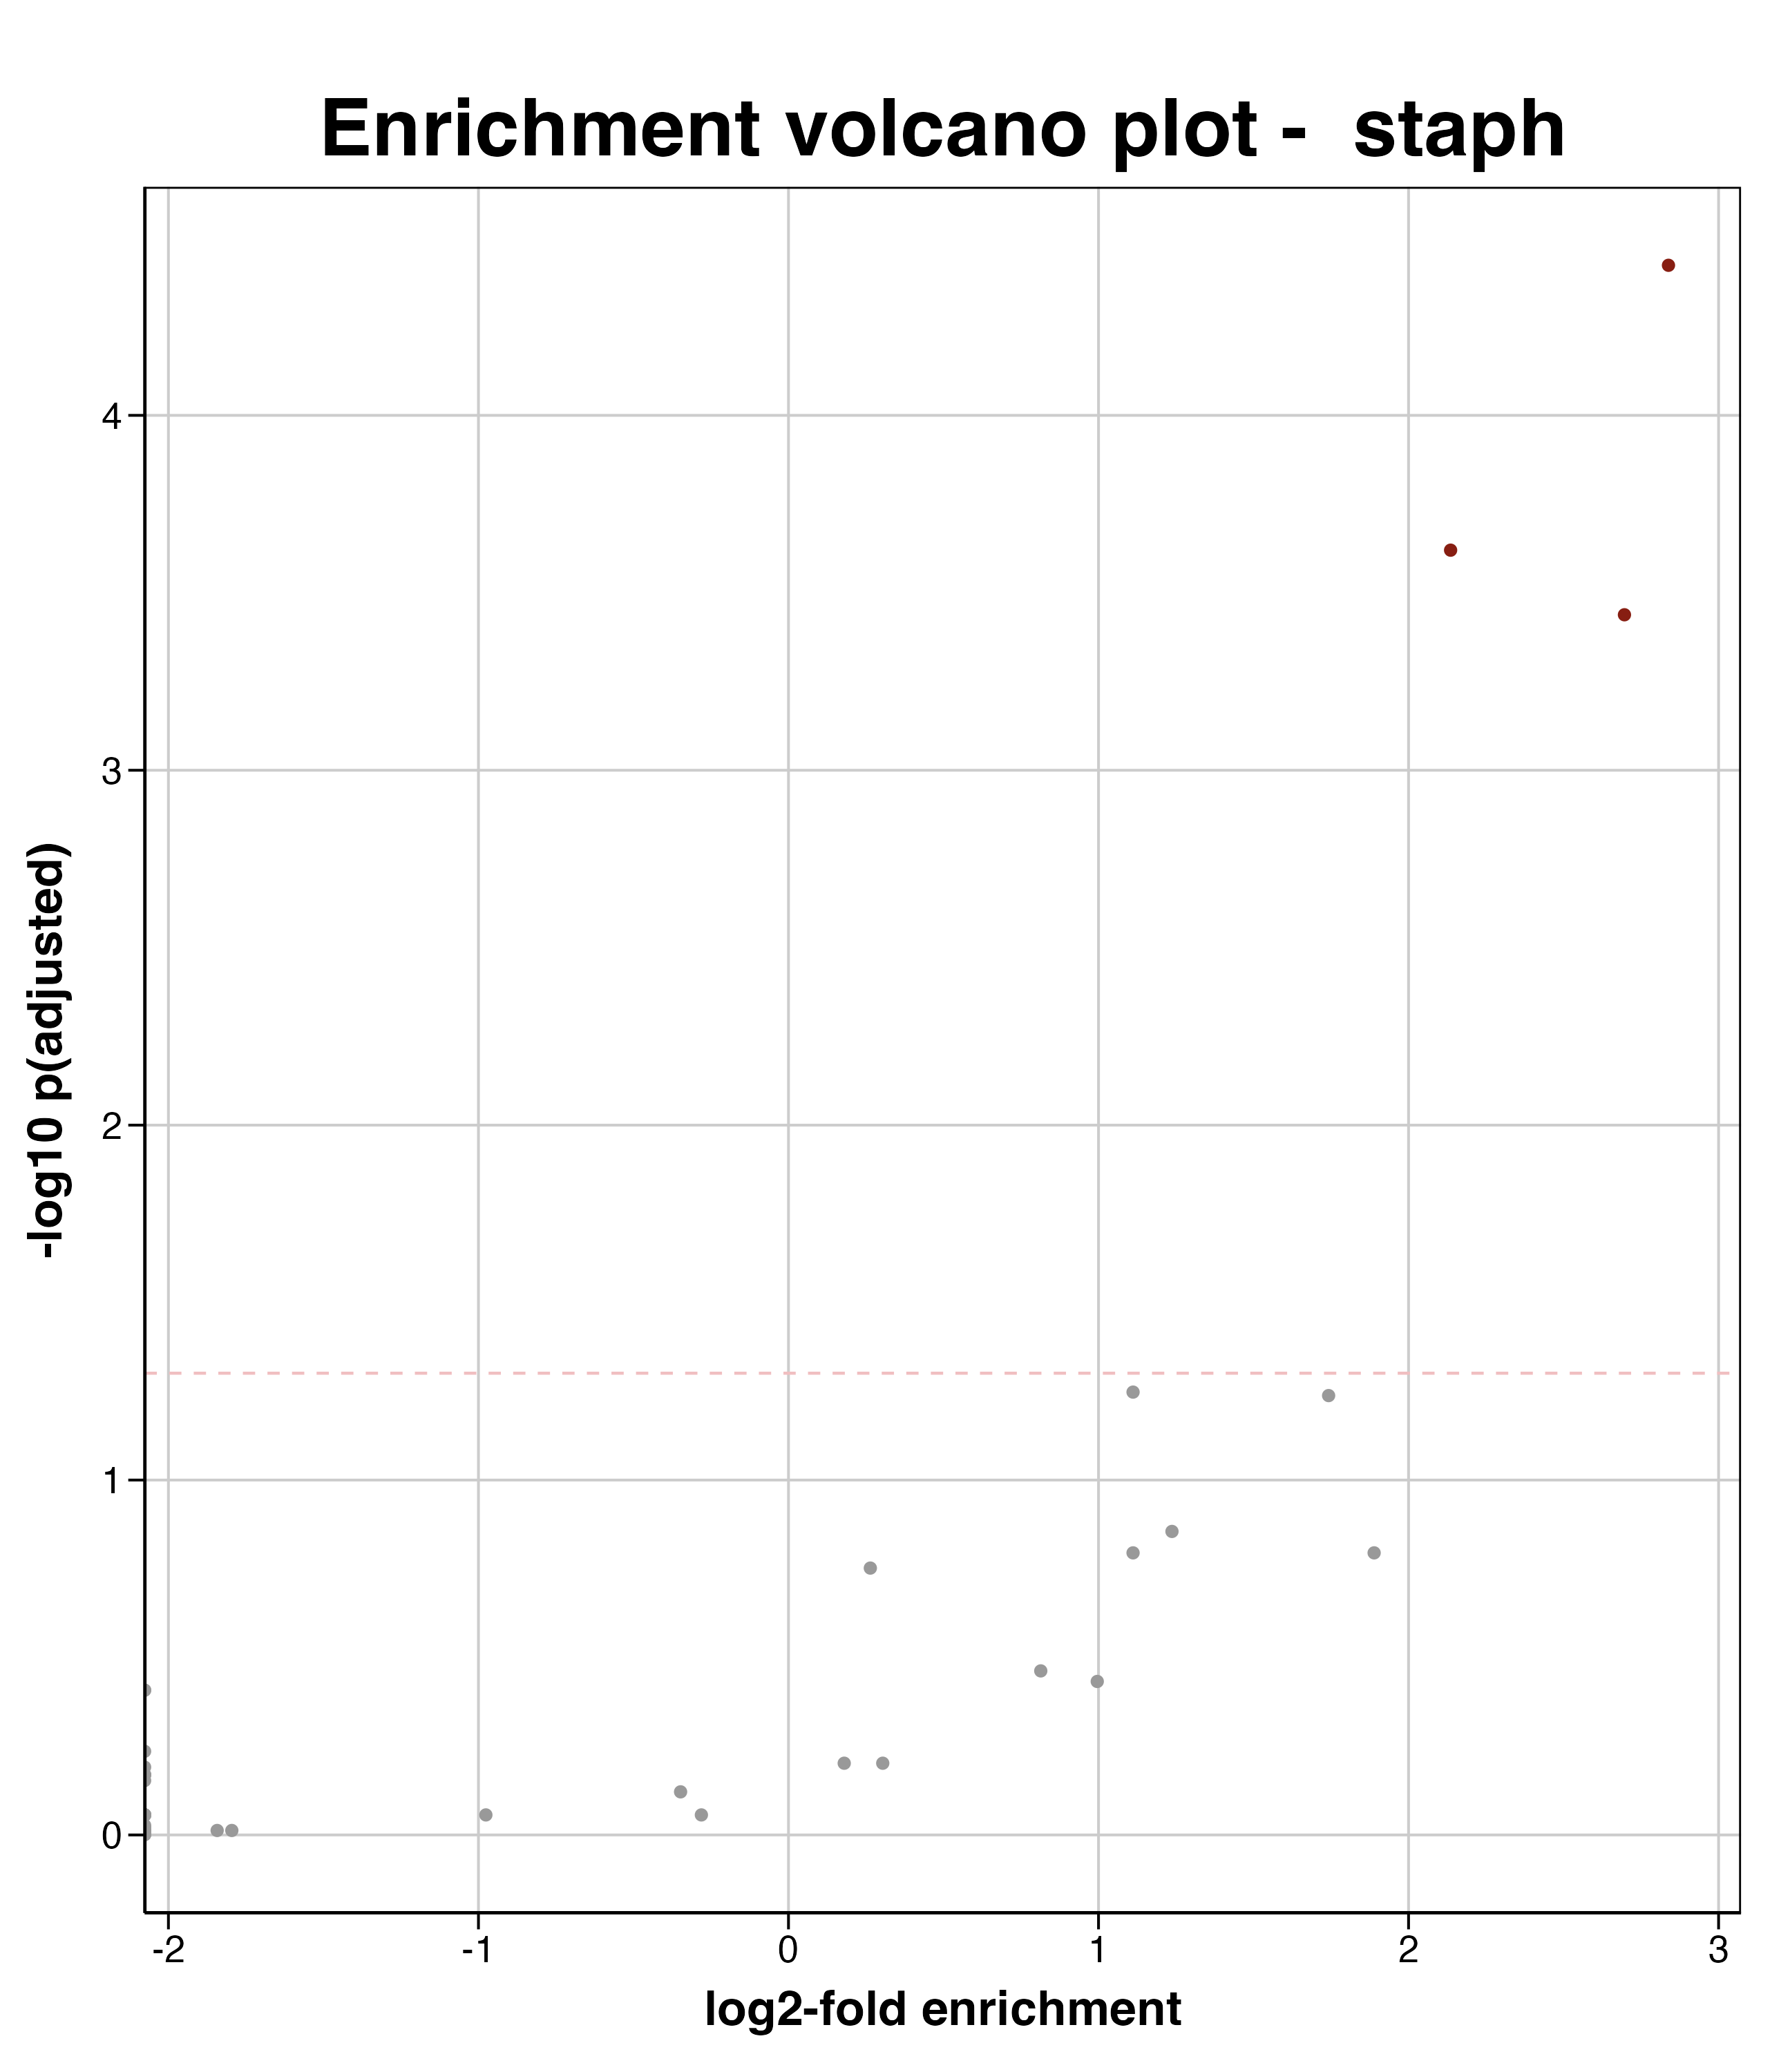 Enrichment volcano plot -  staph
-log10 p(adjusted)
4
3
2
1
0
-2 -1 0 1 2 3
log2-fold enrichment